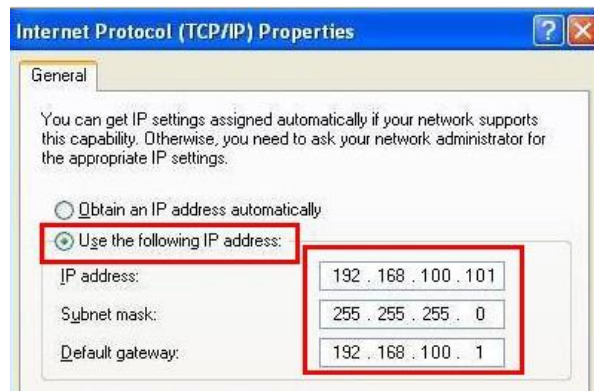 Internet Protocol (TCP/IP) Properties
General
You can get IP settings assigned automatically if your network supports
this capability. Otherwise, you need to ask your network administrator for
the appropriate IP settings.
Obtain an IP address automatically
Use the following IP address:
IP address: 192 . 168 . 100 . 101
Subnet mask: 255 . 255 . 255 . 0
Default gateway: 192 . 168 . 100 . 1